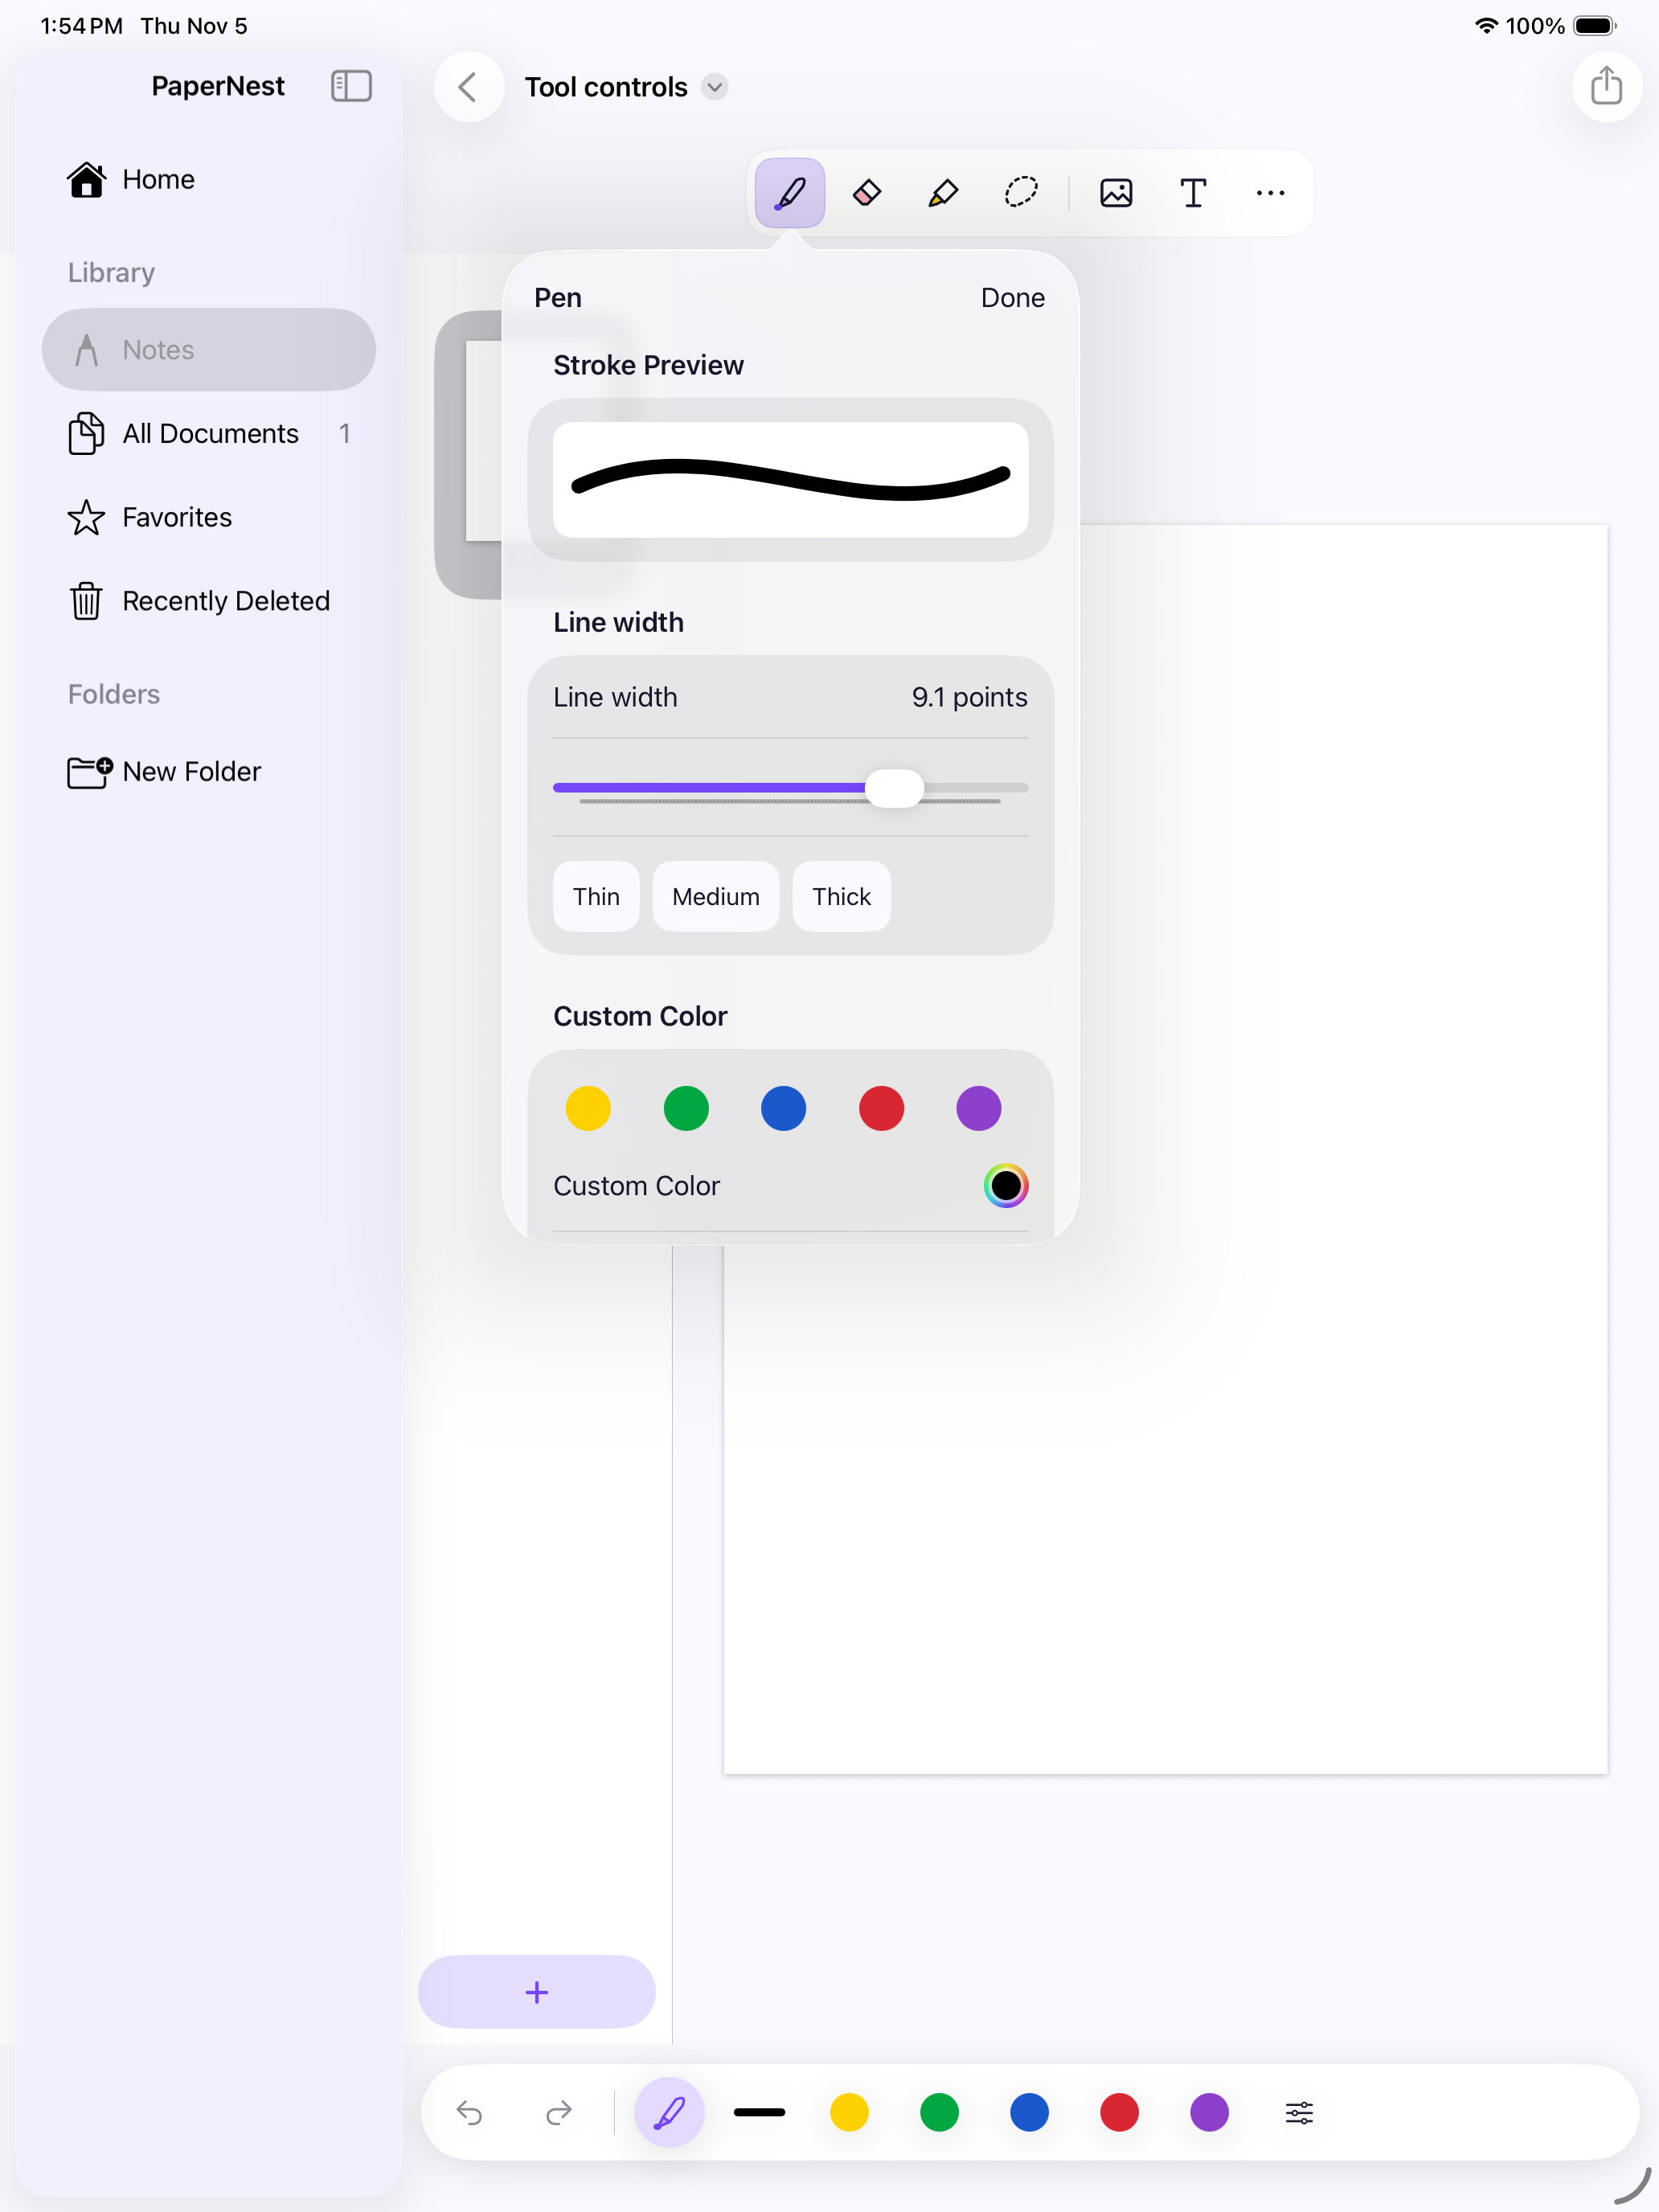 1:54 PM Thu Nov 5
100%
PaperNest
Tool controls
Home
Library
Notes
All Documents 1
Favorites
Recently Deleted
Folders
New Folder
T
Pen Done
Stroke Preview
Line width
Line width 9.1 points
Thin Medium Thick
Custom Color
Custom Color